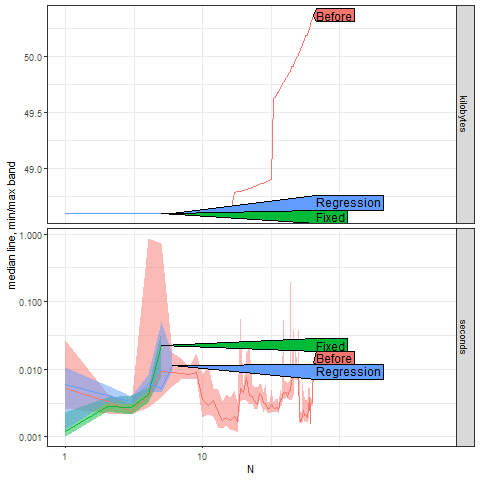 Before
50.0
49.5
49.0
kilobytes
Regression
Fixed
median line, min/max band
1.000
0.100
0.010
0.001
seconds
Fixed
Before
Regression
1
10
N